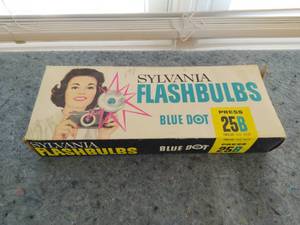 SYLVANIA
FLASHBULBS
BLUE DOT
PRESS
25B
SYLVANIA
FLASHBULBS
BLUE DOT
PRESS
25B